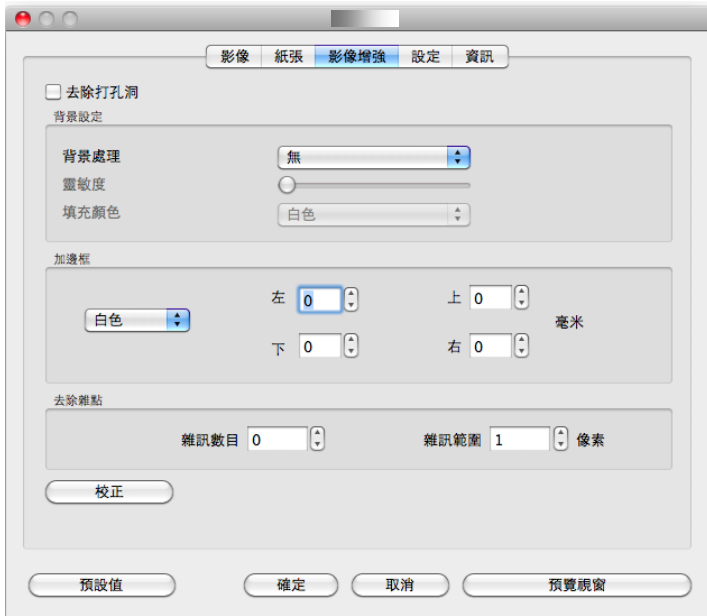 影像 紙張 影像增強 設定 資訊
去除打孔洞
背景設定
背景處理 無
靈敏度
填充顏色 白色
加邊框
左 0 上 0
白色 毫米
下 0 右 0
去除雜點
雜訊數目 0 雜訊範圍 1 像素
校正
預設值 確定 取消 預覽視窗